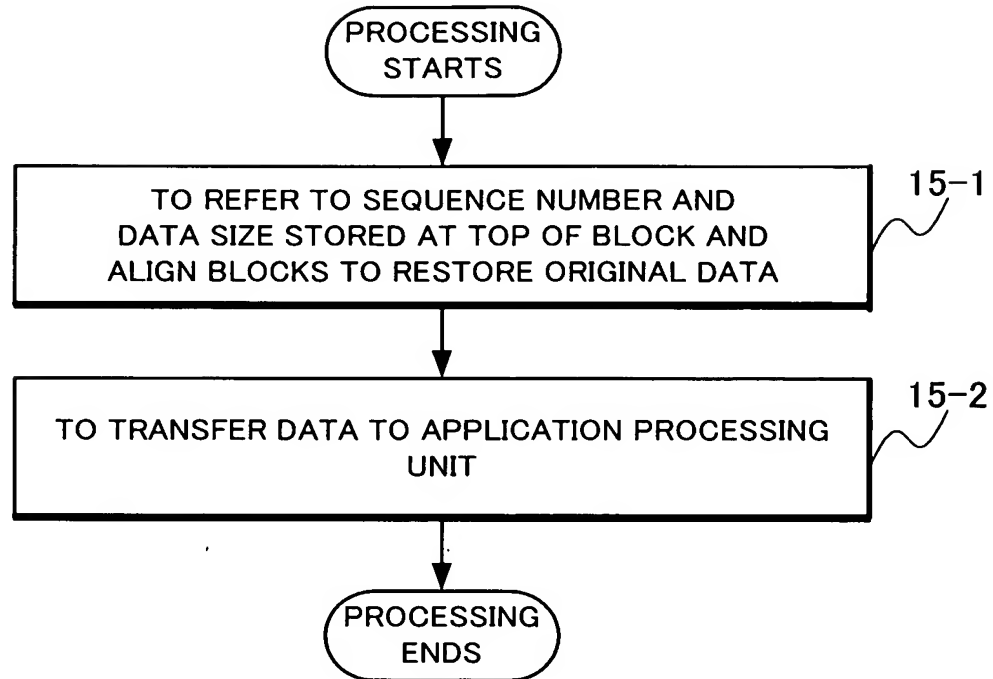 PROCESSING
STARTS
15-1
TO REFER TO SEQUENCE NUMBER AND
DATA SIZE STORED AT TOP OF BLOCK AND
ALIGN BLOCKS TO RESTORE ORIGINAL DATA
15-2
TO TRANSFER DATA TO APPLICATION PROCESSING
UNIT
PROCESSING
ENDS